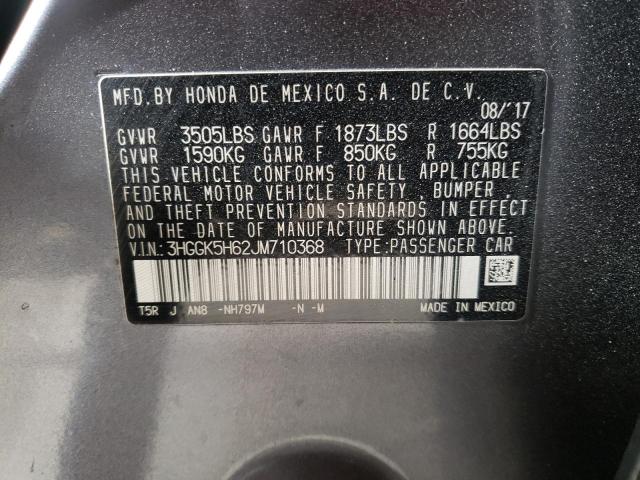 MFD.BY HONDA DE MEXICO S.A. DE C.V.
08/'17
GVWR 3505LBS GAWR F 1873LBS R 1664LBS
GVWR 1590KG GAWR F 850KG R 755KG
THIS VEHICLE CONFORMS TO ALL APPLICABLE
FEDERAL MOTOR VEHICLE SAFETY, BUMPER,
AND THEFT PREVENTION STANDARDS IN EFFECT
ON THE DATE OF MANUFACTURE SHOWN ABOVE.
V.I.N.: 3HGGK5H62JM710368 TYPE:PASSENGER CAR
T5R J AN8 -NH797M -N -M MADE IN MEXICO